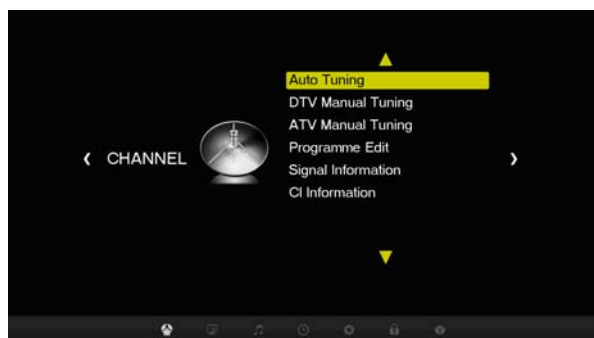 CHANNEL
Auto Tuning
DTV Manual Tuning
ATV Manual Tuning
Programme Edit
Signal Information
CI Information